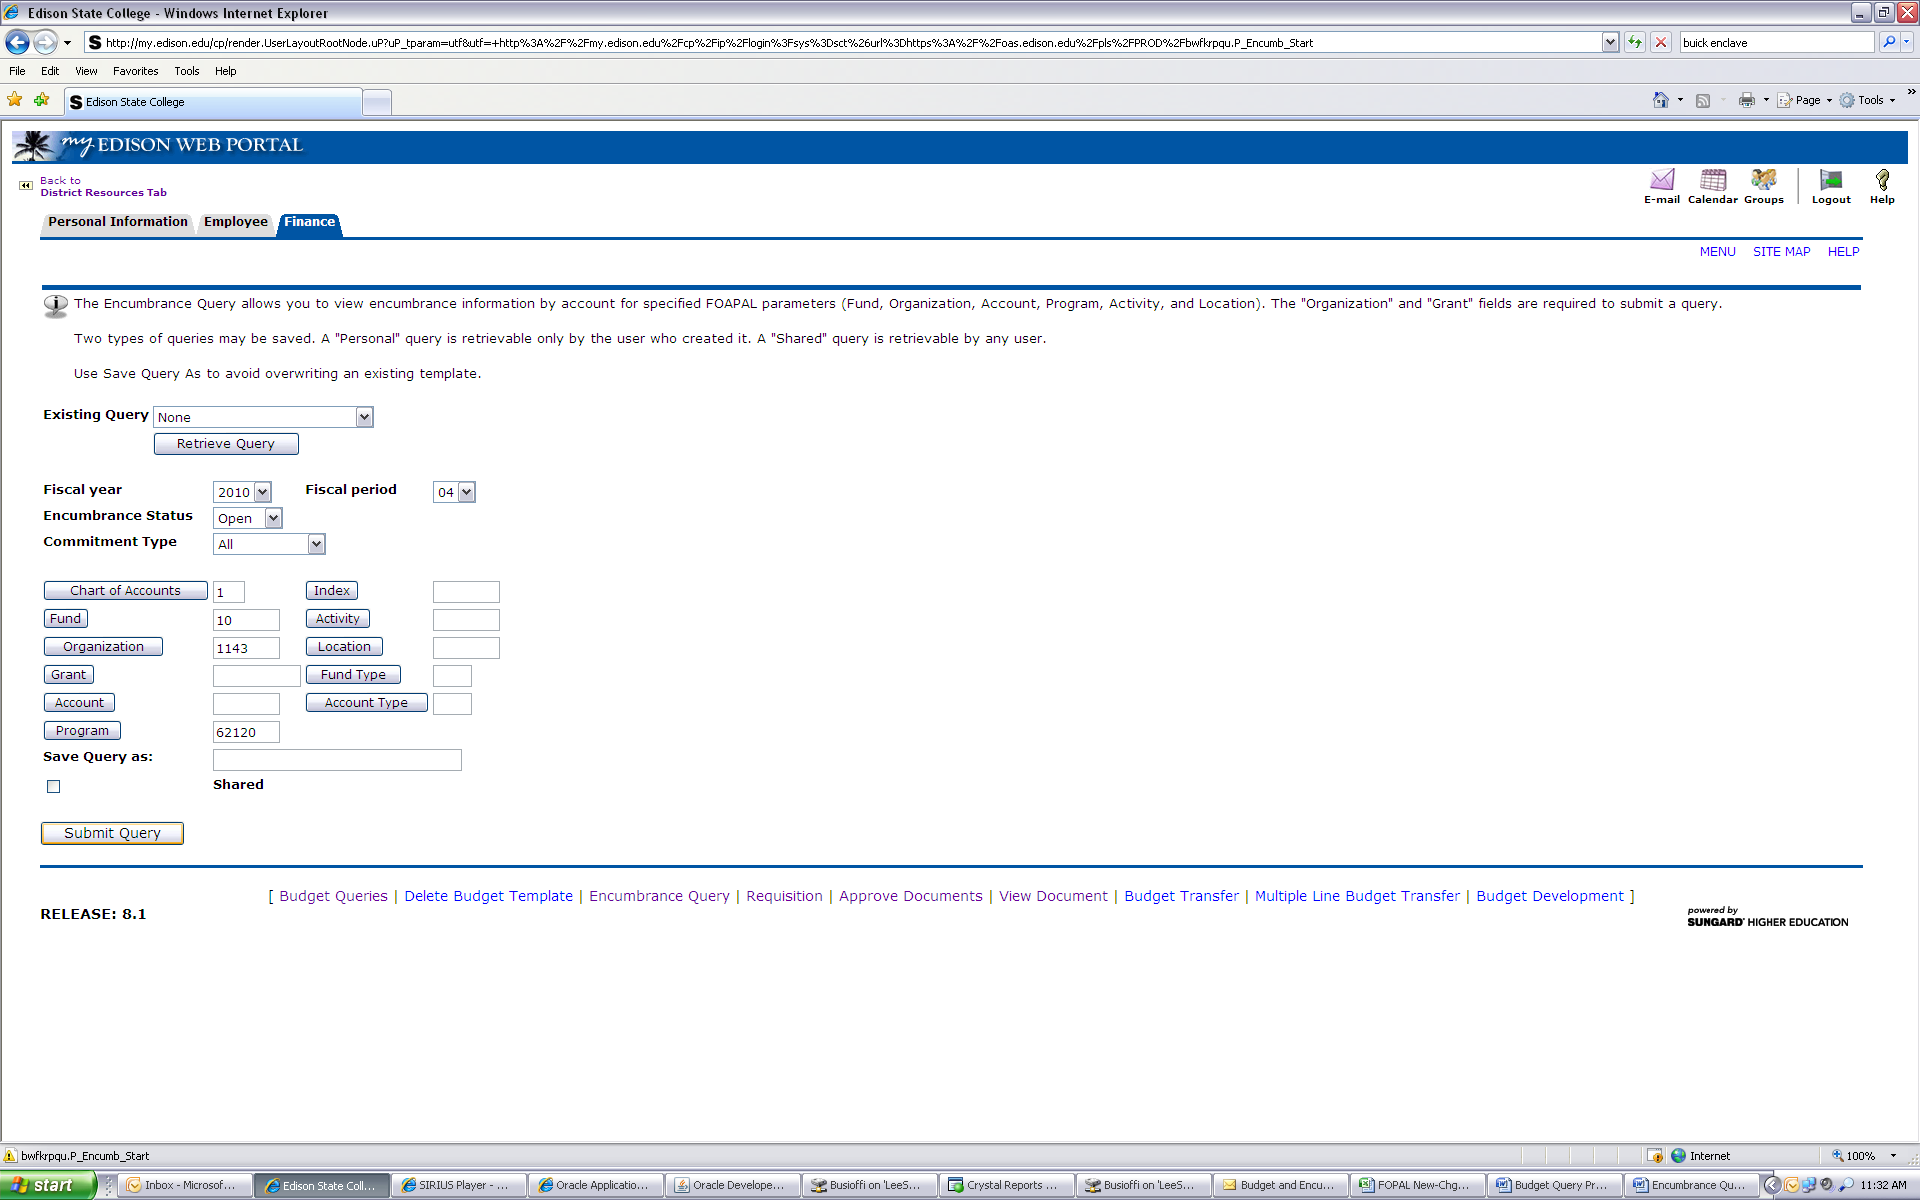 Edison State College - Windows Internet Explorer
http://my.edison.edu/cp/render.UserLayoutRootNode.uP?uP_tparam=utf&utf=+http%3A%2F%2Fmy.edison.edu%2Fcp%2Fip%2Flogin%3Fsys%3Dsct%26url%3Dhttps%3A%2F%2Foas.edison.edu%2Fpls%2FPROD%2Fbwfkrpqu.P_Encumb_Start
buick enclave
File Edit View Favorites Tools Help
Edison State College
Page Tools
my EDISON WEB PORTAL
Back to
District Resources Tab
E-mail Calendar Groups Logout Help
Personal Information Employee Finance
MENU SITE MAP HELP
The Encumbrance Query allows you to view encumbrance information by account for specified FOAPAL parameters (Fund, Organization, Account, Program, Activity, and Location). The "Organization" and "Grant" fields are required to submit a query.
Two types of queries may be saved. A "Personal" query is retrievable only by the user who created it. A "Shared" query is retrievable by any user.
Use Save Query As to avoid overwriting an existing template.
Existing Query None
Retrieve Query
Fiscal year 2010 Fiscal period 04
Encumbrance Status Open
Commitment Type All
Chart of Accounts 1 Index
Fund 10 Activity
Organization 1143 Location
Grant Fund Type
Account Account Type
Program 62120
Save Query as:
Shared
Submit Query
[ Budget Queries | Delete Budget Template | Encumbrance Query | Requisition | Approve Documents | View Document | Budget Transfer | Multiple Line Budget Transfer | Budget Development ]
RELEASE: 8.1
powered by
SUNGARD HIGHER EDUCATION
bwfkrpqu.P_Encumb_Start Internet 100%
start Inbox - Microsof... Edison State Coll... SIRIUS Player - ... Oracle Applicatio... Oracle Develope... Busioffi on 'LeeS... Crystal Reports ... Busioffi on 'LeeS... Budget and Encu... FOPAL New-Chg... Budget Query Pr... Encumbrance Qu... 11:32 AM